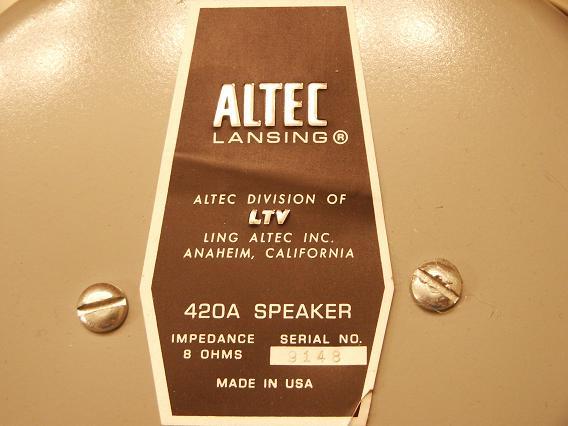 ALTEC
LANSING®
ALTEC DIVISION OF
LTV
LING ALTEC INC.
ANAHEIM, CALIFORNIA
420A SPEAKER
IMPEDANCE SERIAL NO.
8 OHMS 9148
MADE IN USA